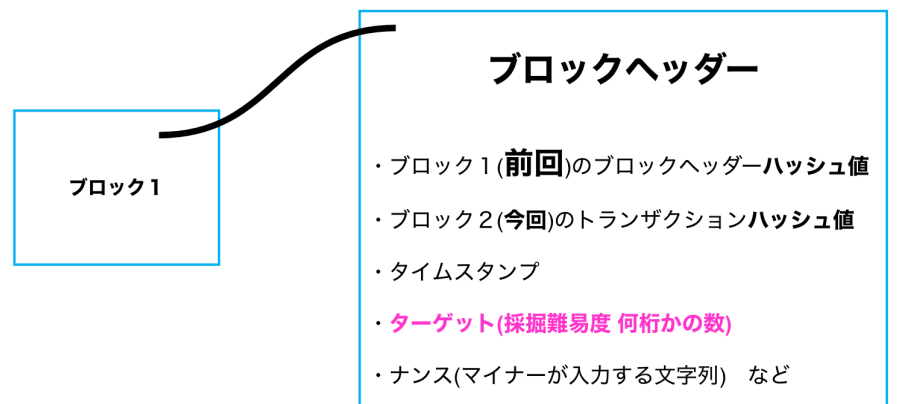 ブロックヘッダー
ブロック1
・ブロック1(前回)のブロックヘッダーハッシュ値
・ブロック２(今回)のトランザクションハッシュ値
・タイムスタンプ
・ターゲット(採掘難易度 何桁かの数)
・ナンス(マイナーが入力する文字列)　など